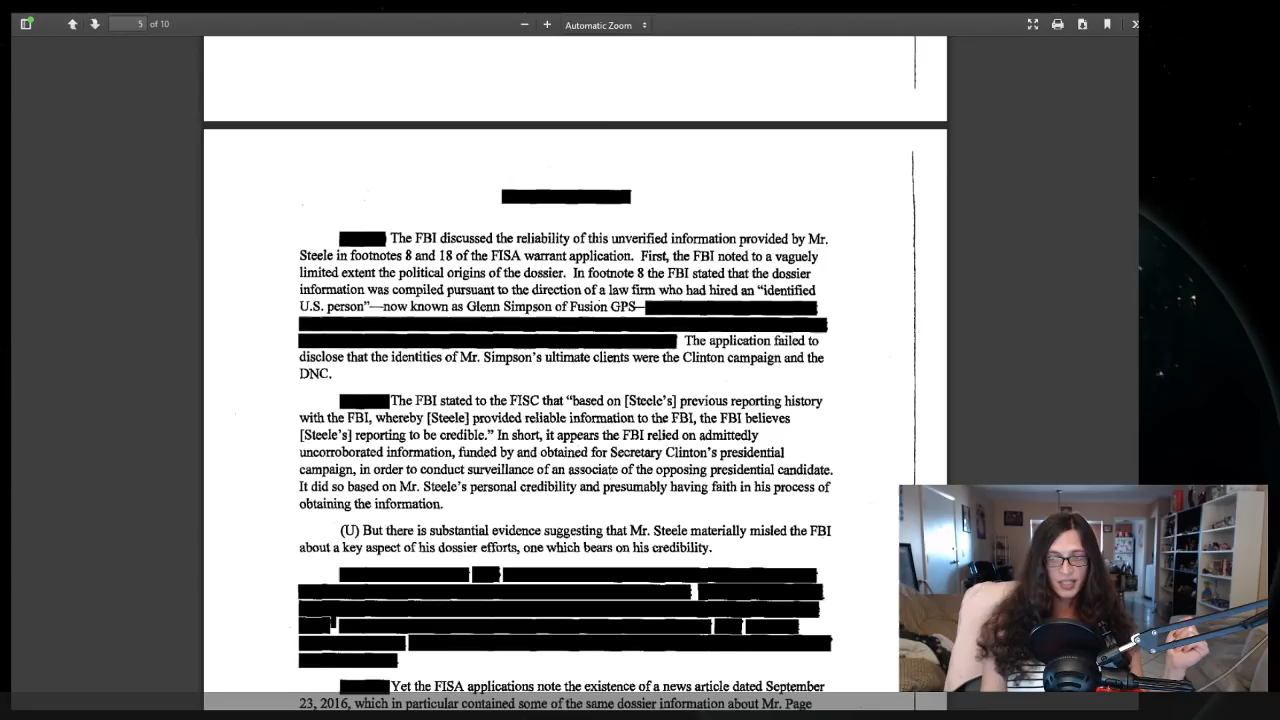 5 of 10
Automatic Zoom
The FBI discussed the reliability of this unverified information provided by Mr.
Steele in footnotes 8 and 18 of the FISA warrant application. First, the FBI noted to a vaguely
limited extent the political origins of the dossier. In footnote 8 the FBI stated that the dossier
information was compiled pursuant to the direction of a law firm who had hired an “identified
U.S. person”—now known as Glenn Simpson of Fusion GPS—
The application failed to
disclose that the identities of Mr. Simpson's ultimate clients were the Clinton campaign and the
DNC.
The FBI stated to the FISC that “based on [Steele's] previous reporting history
with the FBI, whereby [Steele] provided reliable information to the FBI, the FBI believes
[Steele's] reporting to be credible.” In short, it appears the FBI relied on admittedly
uncorroborated information, funded by and obtained for Secretary Clinton's presidential
campaign, in order to conduct surveillance of an associate of the opposing presidential candidate.
It did so based on Mr. Steele's personal credibility and presumably having faith in his process of
obtaining the information.
(U) But there is substantial evidence suggesting that Mr. Steele materially misled the FBI
about a key aspect of his dossier efforts, one which bears on his credibility.
Yet the FISA applications note the existence of a news article dated September
23, 2016, which in particular contained some of the same dossier information about Mr. Page